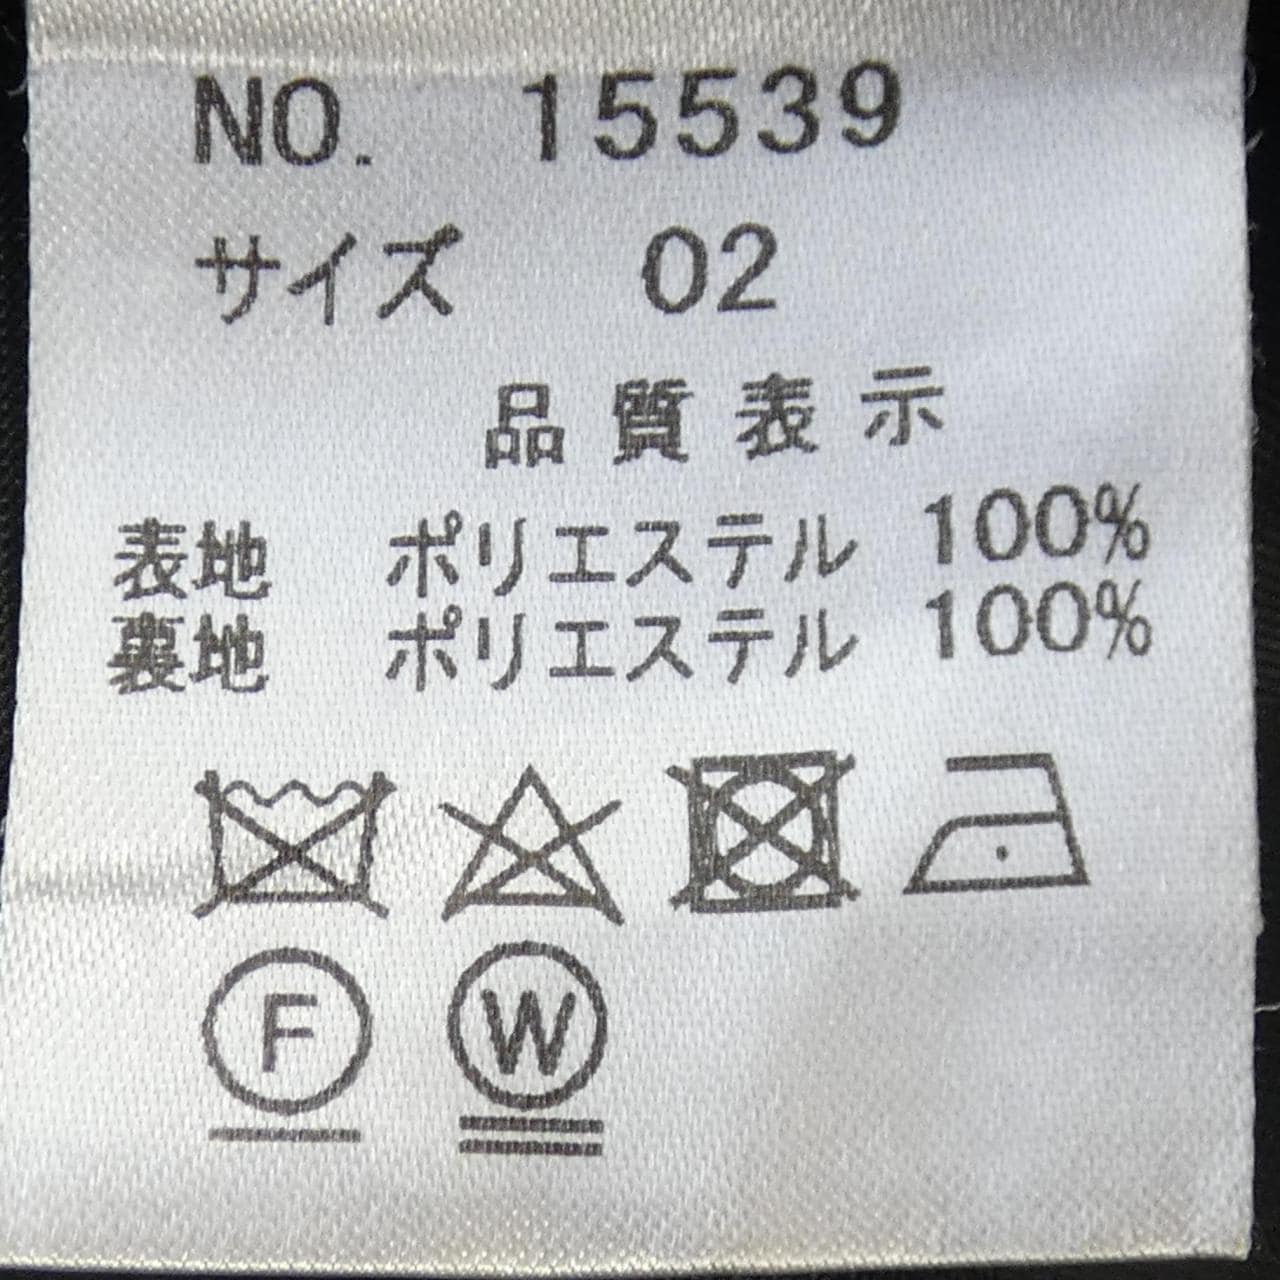 NO. 15539
サイズ 02
品質表示
表地 ポリエステル 100%
裏地 ポリエステル 100%
F W